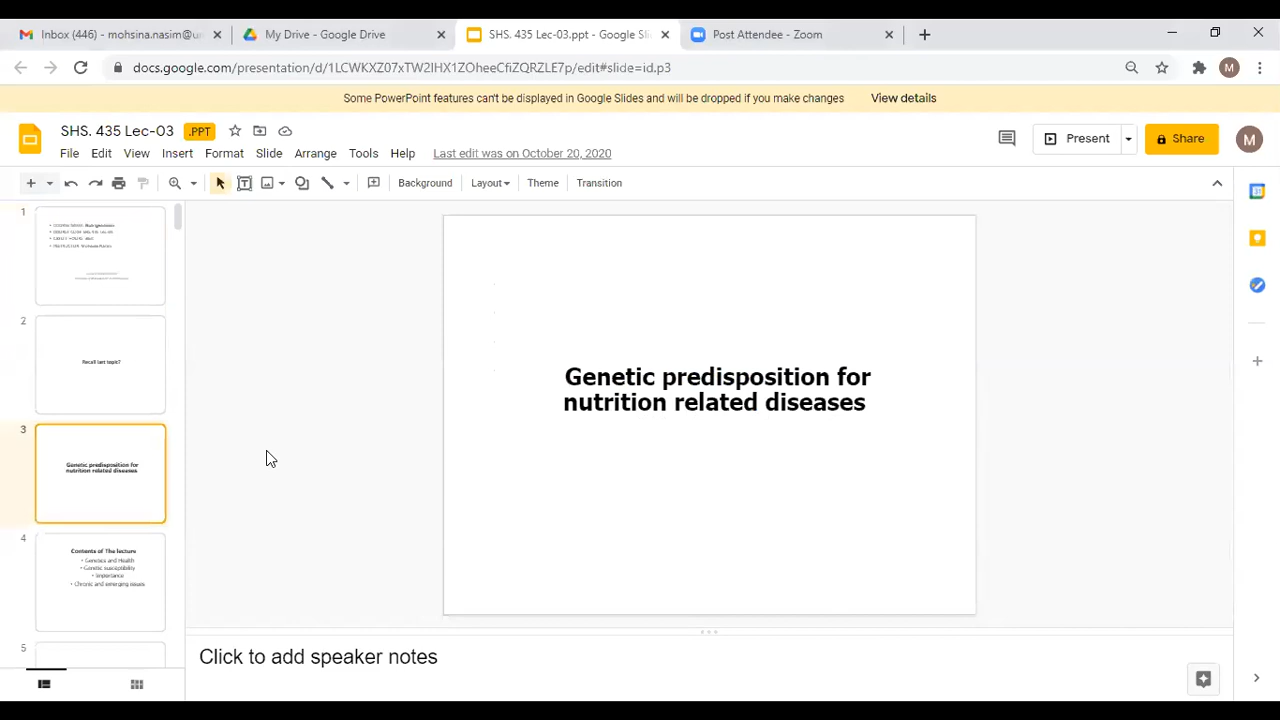 Inbox (446) - mohsina.nasim@u
My Drive - Google Drive
SHS. 435 Lec-03.ppt - Google Sli
Post Attendee - Zoom
docs.google.com/presentation/d/1LCWKXZ07xTW2IHX1ZOheeCfiZQRZLE7p/edit#slide=id.p3
M
Some PowerPoint features can't be displayed in Google Slides and will be dropped if you make changes
View details
SHS. 435 Lec-03
.PPT
Present
Share
M
File Edit View Insert Format Slide Arrange Tools Help Last edit was on October 20, 2020
Background Layout Theme Transition
1
2
Recall last topic?
3
Genetic predisposition for
nutrition related diseases
4
Contents of The lecture
• Genetics and Health
• Genetic susceptibility
• Importance
• Chronic and emerging issues
5
Genetic predisposition for
nutrition related diseases
Click to add speaker notes